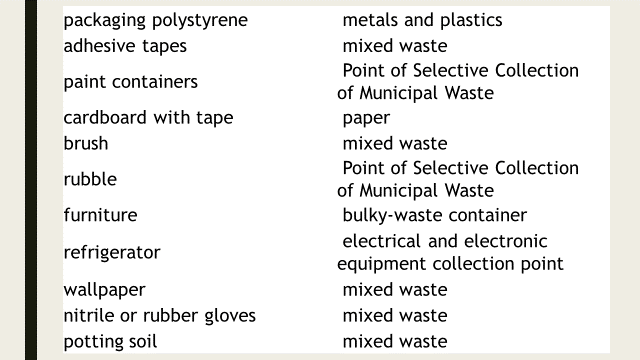 packaging polystyrene metals and plastics
adhesive tapes mixed waste
paint containers Point of Selective Collection
of Municipal Waste
cardboard with tape paper
brush mixed waste
rubble Point of Selective Collection
of Municipal Waste
furniture bulky-waste container
refrigerator electrical and electronic
equipment collection point
wallpaper mixed waste
nitrile or rubber gloves mixed waste
potting soil mixed waste